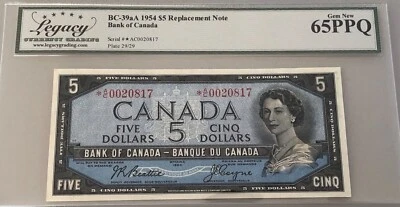 Legacy
CURRENCY GRADING
www.legacygrading.com
BC-39aA 1954 $5 Replacement Note
Bank of Canada
Serial #*AC0020817
Plate 29/29
Gem New
65PPQ
5
5
*A/C 0020817
*A/C 0020817
CANADA
FIVE
DOLLARS
5
CINQ
DOLLARS
BANK OF CANADA - BANQUE DU CANADA
FIVE
CINQ